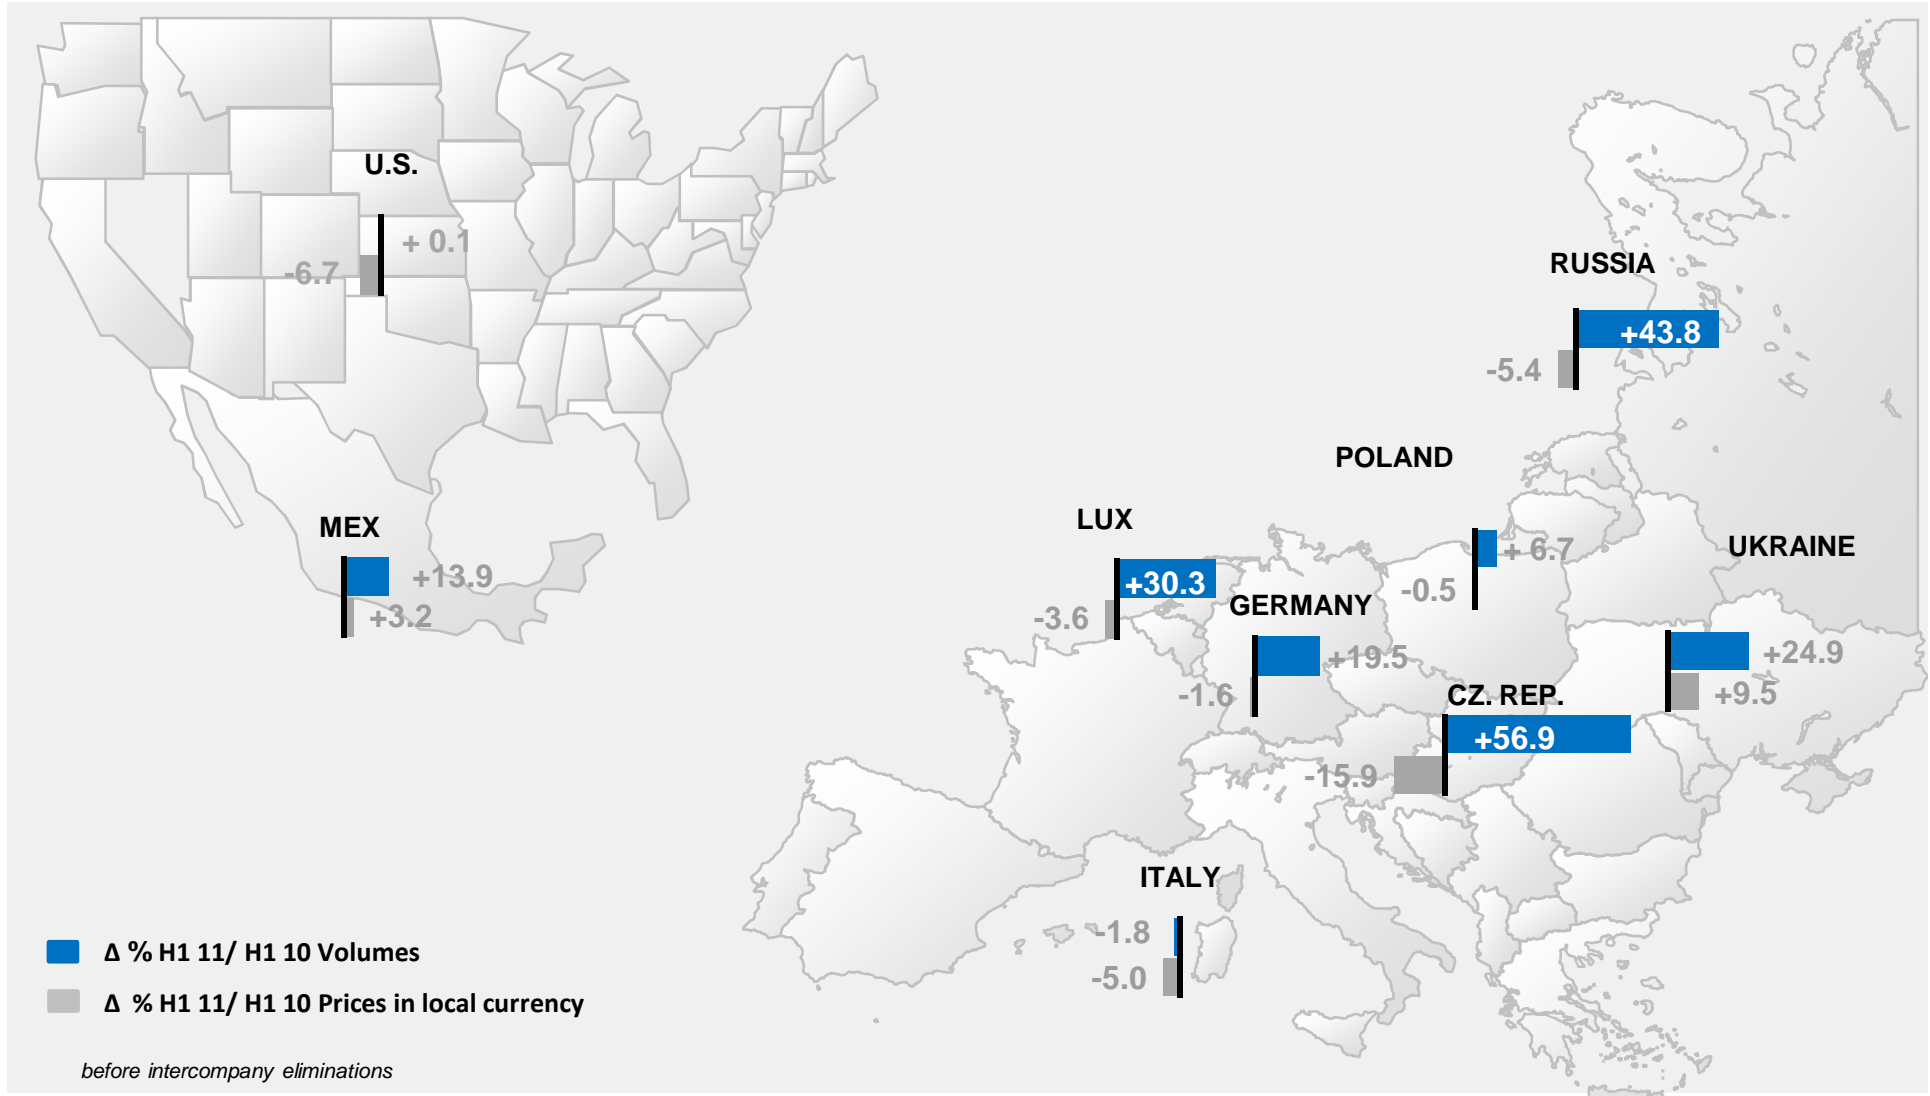 U.S.
+ 0.1
-6.7
MEX
+13.9
+3.2
RUSSIA
+43.8
-5.4
POLAND
+ 6.7
-0.5
LUX
+30.3
-3.6
GERMANY
+19.5
-1.6
UKRAINE
+24.9
+9.5
CZ. REP.
+56.9
-15.9
ITALY
-1.8
-5.0
Δ % H1 11/ H1 10 Volumes
Δ % H1 11/ H1 10 Prices in local currency
before intercompany eliminations